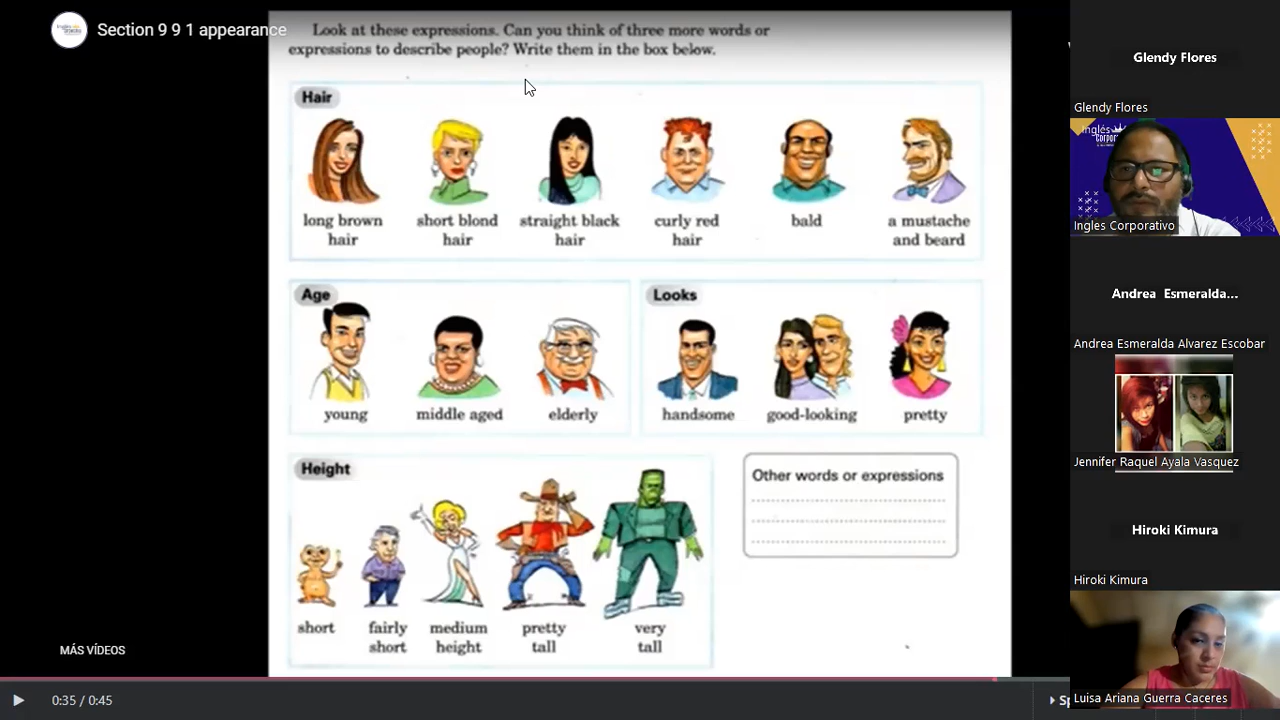 Section 9 9 1 appearance
Look at these expressions. Can you think of three more words or
expressions to describe people? Write them in the box below.
Hair
long brown
hair
short blond
hair
straight black
hair
curly red
hair
bald
a mustache
and beard
Age
young
middle aged
elderly
Looks
handsome
good-looking
pretty
Height
short
fairly
short
medium
height
pretty
tall
very
tall
Other words or expressions
MÁS VÍDEOS
0:35 / 0:45
Glendy Flores
Glendy Flores
Inglés
Corporativo
Ingles Corporativo
Andrea Esmeralda...
Andrea Esmeralda Alvarez Escobar
Jennifer Raquel Ayala Vasquez
Hiroki Kimura
Hiroki Kimura
Luisa Ariana Guerra Caceres